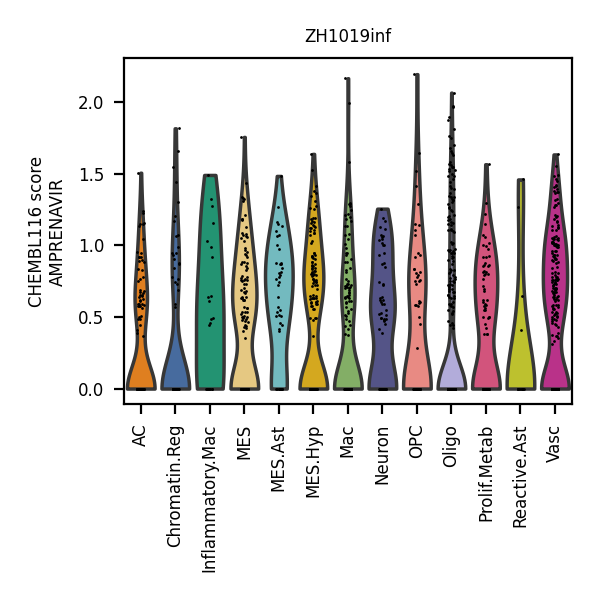 ZH1019inf
CHEMBL116 score
AMPRENAVIR
2.0
1.5
1.0
0.5
0.0
AC
Chromatin.Reg
Inflammatory.Mac
MES
MES.Ast
MES.Hyp
Mac
Neuron
OPC
Oligo
Prolif.Metab
Reactive.Ast
Vasc